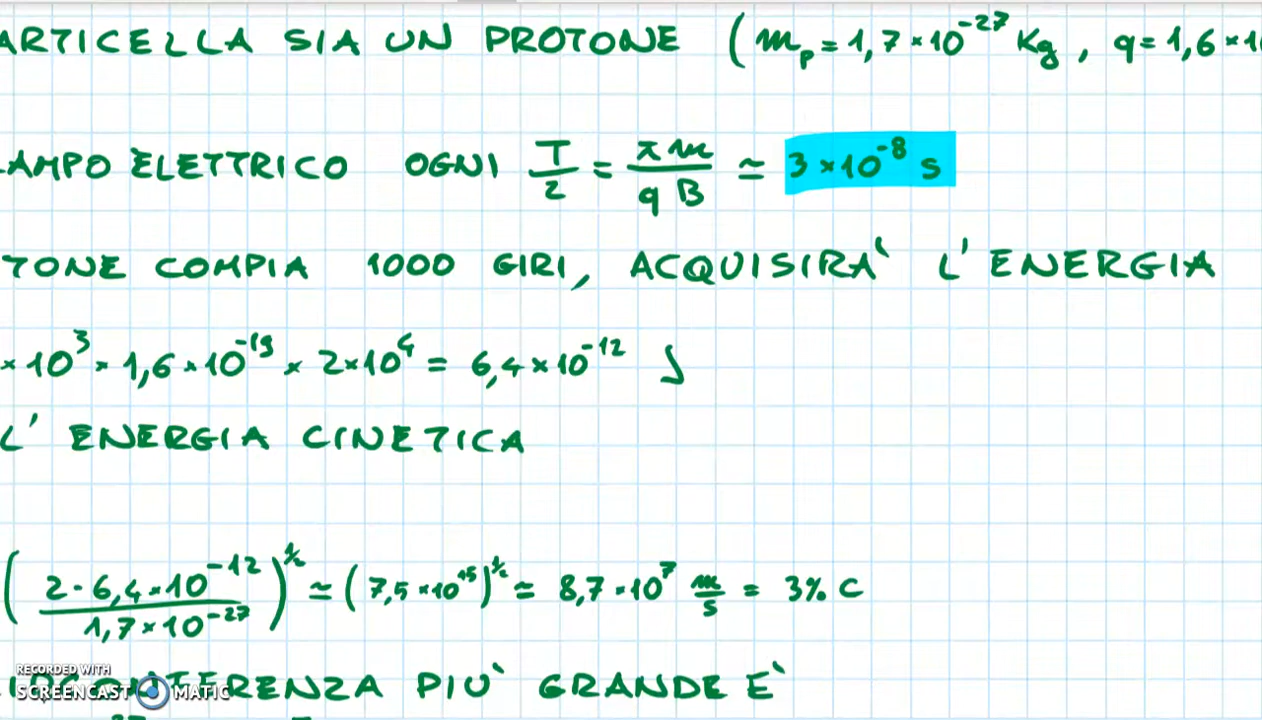 ARTICELLA SIA UN PROTONE (m_p = 1,7 × 10^-27 Kg, q = 1,6 × 1
AMPO ELETTRICO OGNI T/2 = πm/qB ≃ 3 × 10^-8 s
TONE COMPIA 1000 GIRI, ACQUISIRA' L'ENERGIA
× 10^3 × 1,6 × 10^-19 × 2 × 10^4 = 6,4 × 10^-12 J
L' ENERGIA CINETICA
(2 · 6,4 × 10^-12 / 1,7 × 10^-27)^1/2 ≃ (7,5 × 10^15)^1/2 ≃ 8,7 · 10^7 m/s = 3% C
RECORDED WITH
SCREENCAST MATIC
PIU' GRANDE E'